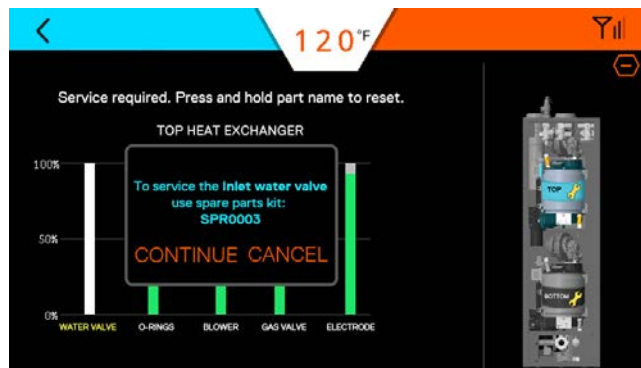 120°F
Service required. Press and hold part name to reset.
TOP HEAT EXCHANGER
100%
To service the Inlet water valve
use spare parts kit:
SPR0003
CONTINUE CANCEL
50%
0%
WATER VALVE O-RINGS BLOWER GAS VALVE ELECTRODE
TOP
BOTTOM